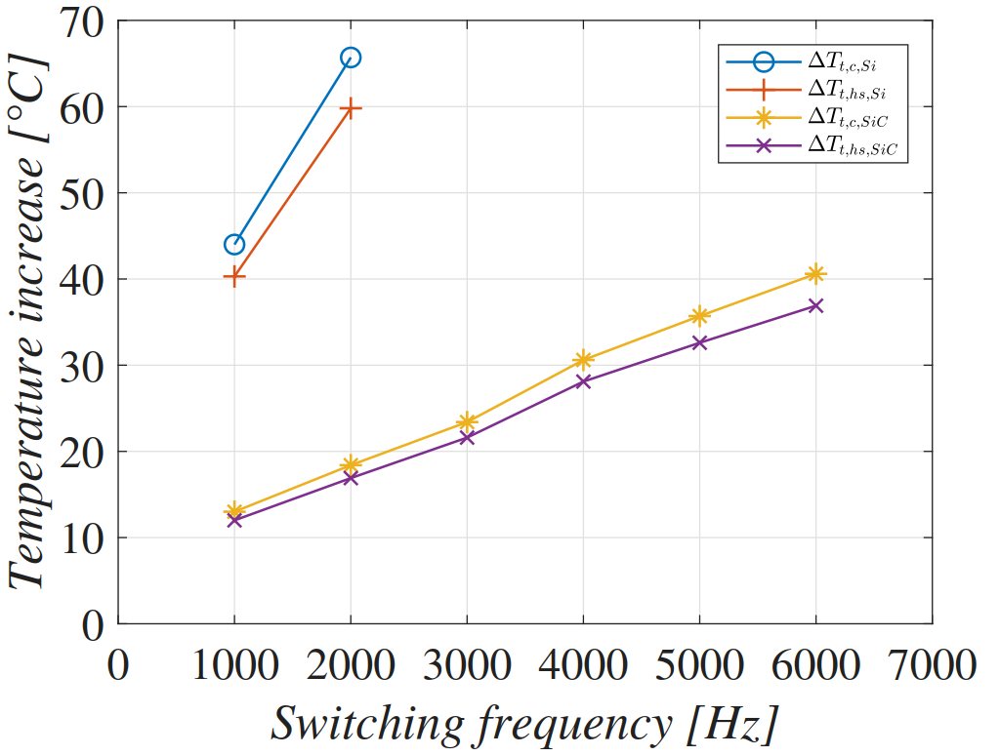 70
60
50
40
30
20
10
0
0 1000 2000 3000 4000 5000 6000 7000
Temperature increase [°C]
Switching frequency [Hz]
ΔT_{t,c,Si}
ΔT_{t,hs,Si}
ΔT_{t,c,SiC}
ΔT_{t,hs,SiC}